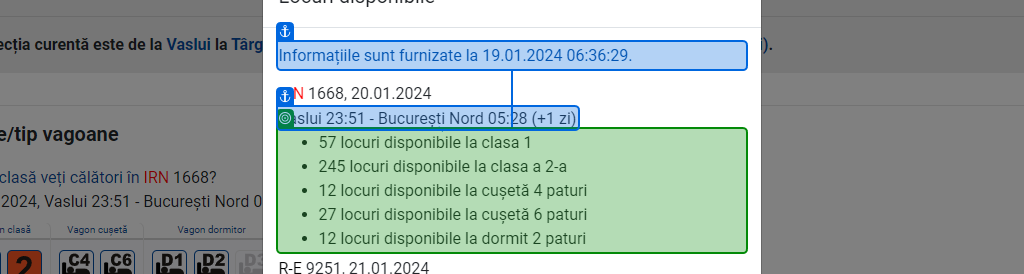 Locuri disponibile
ecția curentă este de la Vaslui la Târg
i).
Informațiile sunt furnizate la 19.01.2024 06:36:29.
N 1668, 20.01.2024
aslui 23:51 - București Nord 05:28 (+1 zi)
57 locuri disponibile la clasa 1
245 locuri disponibile la clasa a 2-a
12 locuri disponibile la cușetă 4 paturi
27 locuri disponibile la cușetă 6 paturi
12 locuri disponibile la dormit 2 paturi
R-E 9251, 21.01.2024
e/tip vagoane
clasă veți călători în IRN 1668?
2024, Vaslui 23:51 - București Nord 0
n clasă Vagon cușetă Vagon dormitor
2 C4 C6 D1 D2 D3